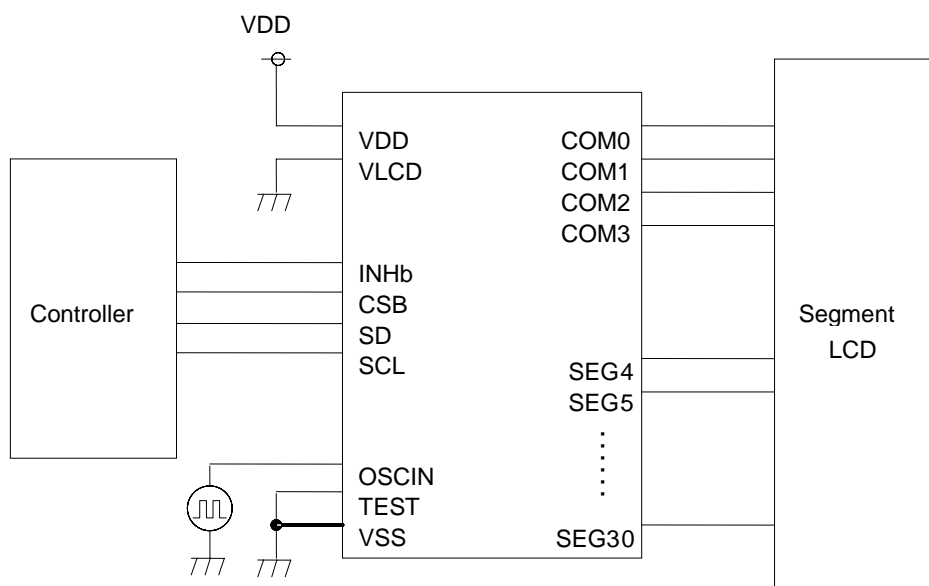 VDD
VDD
VLCD
INHb
CSB
SD
SCL
OSCIN
TEST
VSS
COM0
COM1
COM2
COM3
SEG4
SEG5
SEG30
Controller
Segment
LCD